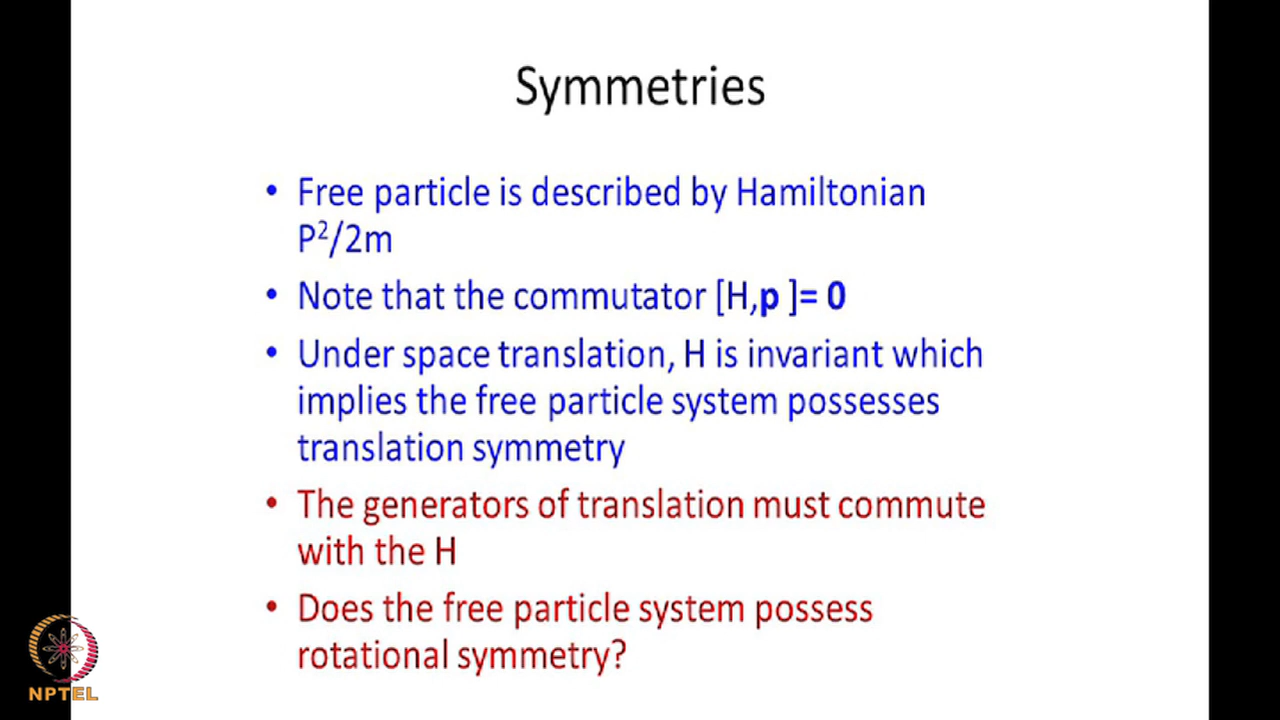 Symmetries
• Free particle is described by Hamiltonian
P²/2m
• Note that the commutator [H,p ]= 0
• Under space translation, H is invariant which
implies the free particle system possesses
translation symmetry
• The generators of translation must commute
with the H
• Does the free particle system possess
rotational symmetry?
NPTEL